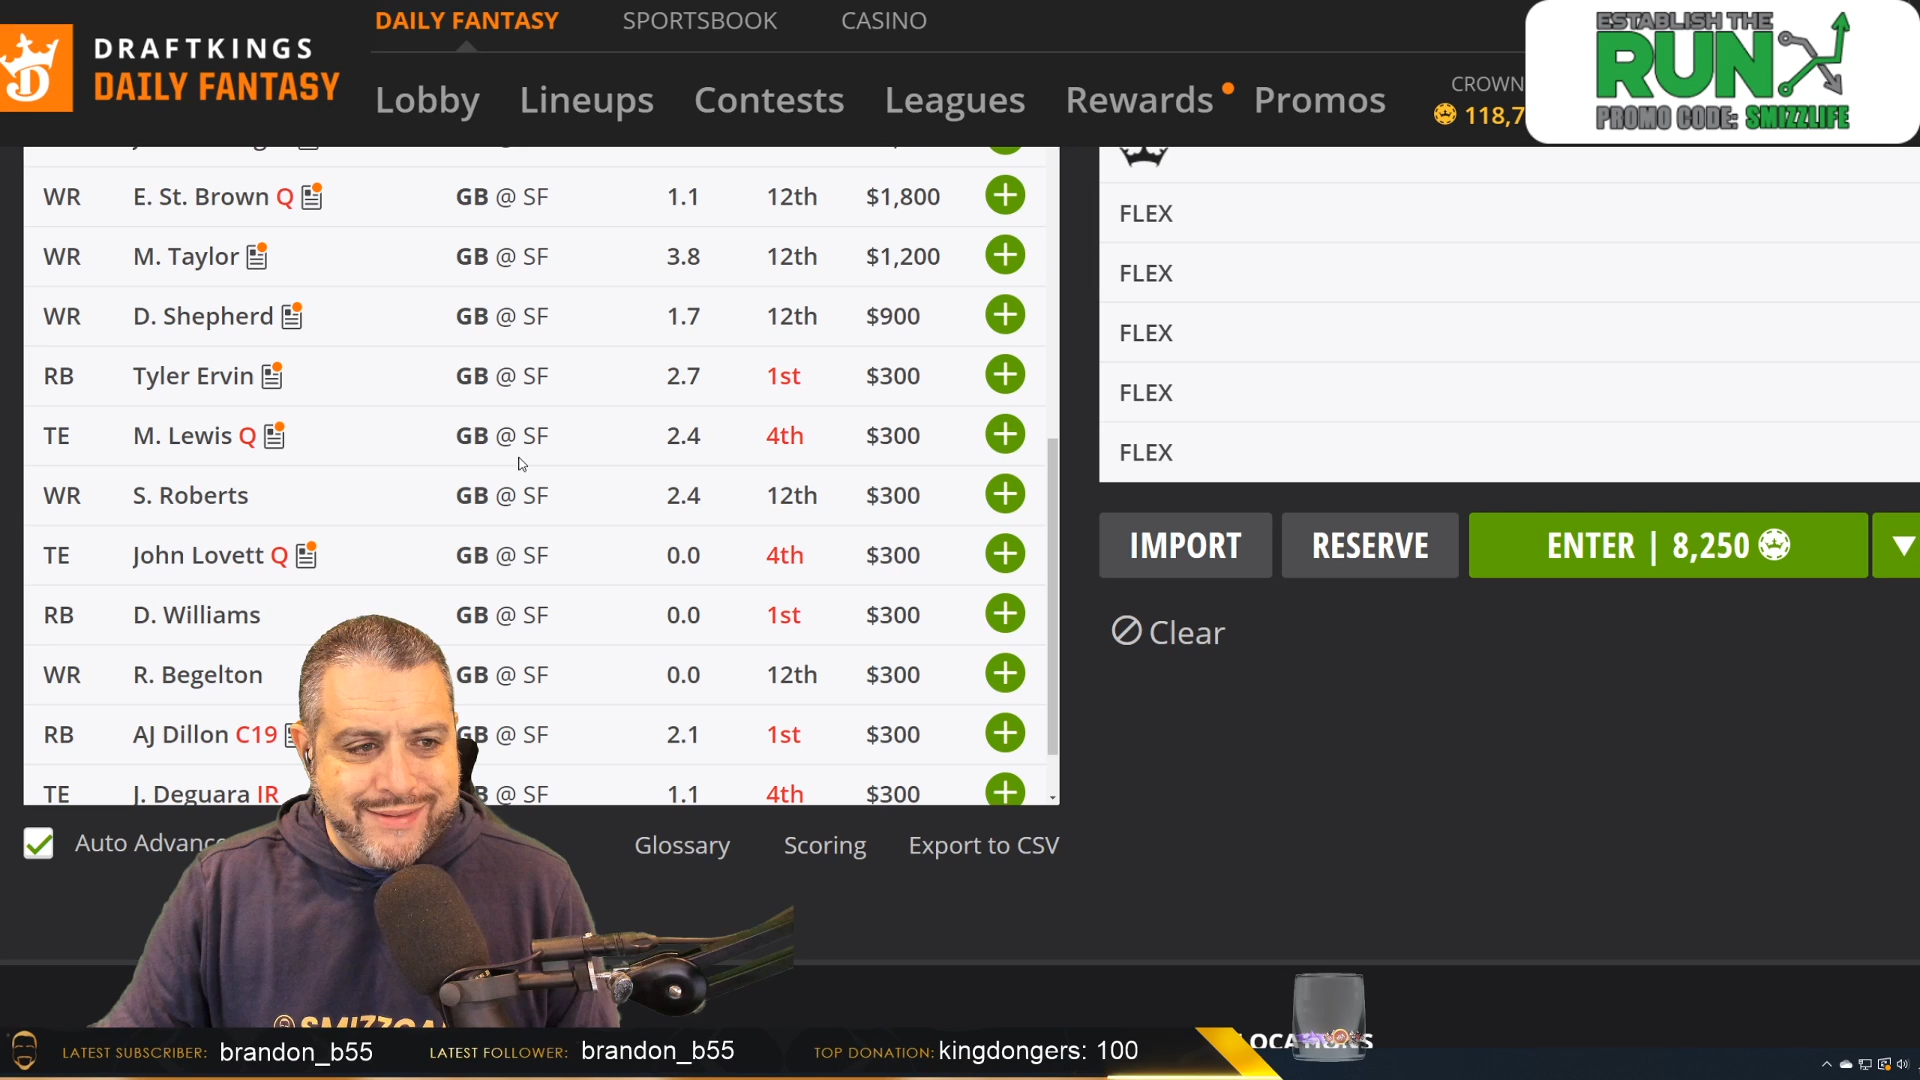 DAILY FANTASY SPORTSBOOK CASINO
DRAFTKINGS
DAILY FANTASY
Lobby Lineups Contests Leagues Rewards Promos
CROWN
118,7
ESTABLISH THE
RUN
PROMO CODE: SMIZZLIFE
WR E. St. Brown Q GB @ SF 1.1 12th $1,800
WR M. Taylor GB @ SF 3.8 12th $1,200
WR D. Shepherd GB @ SF 1.7 12th $900
RB Tyler Ervin GB @ SF 2.7 1st $300
TE M. Lewis Q GB @ SF 2.4 4th $300
WR S. Roberts GB @ SF 2.4 12th $300
TE John Lovett Q GB @ SF 0.0 4th $300
RB D. Williams GB @ SF 0.0 1st $300
WR R. Begelton GB @ SF 0.0 12th $300
RB AJ Dillon C19 GB @ SF 2.1 1st $300
TE J. Deguara IR B @ SF 1.1 4th $300
FLEX
FLEX
FLEX
FLEX
FLEX
IMPORT RESERVE ENTER | 8,250
Clear
Auto Advanc Glossary Scoring Export to CSV
LATEST SUBSCRIBER: brandon_b55 LATEST FOLLOWER: brandon_b55 TOP DONATION: kingdongers: 100